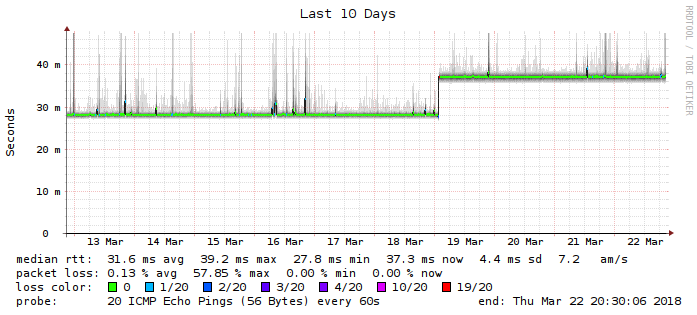 Last 10 Days
RRDTOOL / TOBI OETIKER
Seconds
40 m
30 m
20 m
10 m
0
13 Mar 14 Mar 15 Mar 16 Mar 17 Mar 18 Mar 19 Mar 20 Mar 21 Mar 22 Mar
median rtt: 31.6 ms avg 39.2 ms max 27.8 ms min 37.3 ms now 4.4 ms sd 7.2 am/s
packet loss: 0.13 % avg 57.85 % max 0.00 % min 0.00 % now
loss color: 0 1/20 2/20 3/20 4/20 10/20 19/20
probe: 20 ICMP Echo Pings (56 Bytes) every 60s end: Thu Mar 22 20:30:06 2018